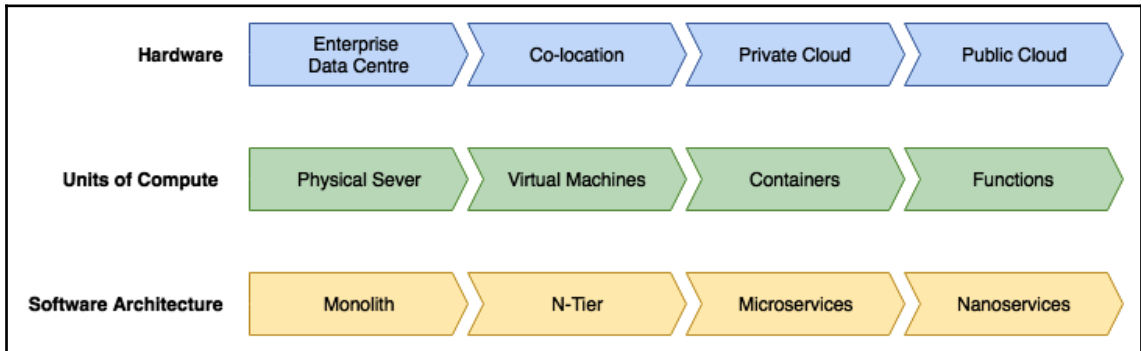 Hardware
Enterprise
Data Centre
Co-location
Private Cloud
Public Cloud
Units of Compute
Physical Sever
Virtual Machines
Containers
Functions
Software Architecture
Monolith
N-Tier
Microservices
Nanoservices